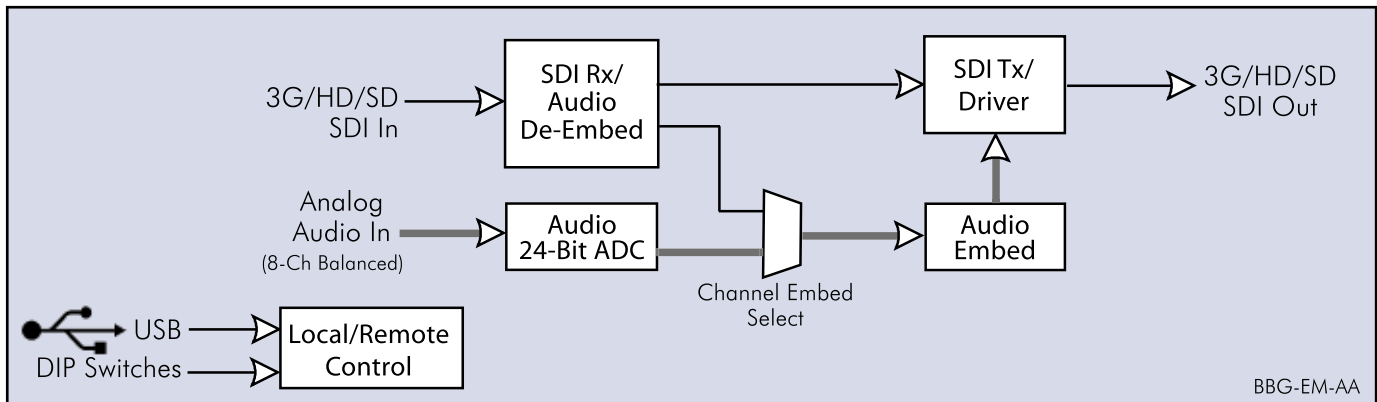 SDI Rx/
Audio
De-Embed
SDI Tx/
Driver
3G/HD/SD
SDI In
3G/HD/SD
SDI Out
Analog
Audio In
(8-Ch Balanced)
Audio
24-Bit ADC
Channel Embed
Select
Audio
Embed
USB
DIP Switches
Local/Remote
Control
BBG-EM-AA